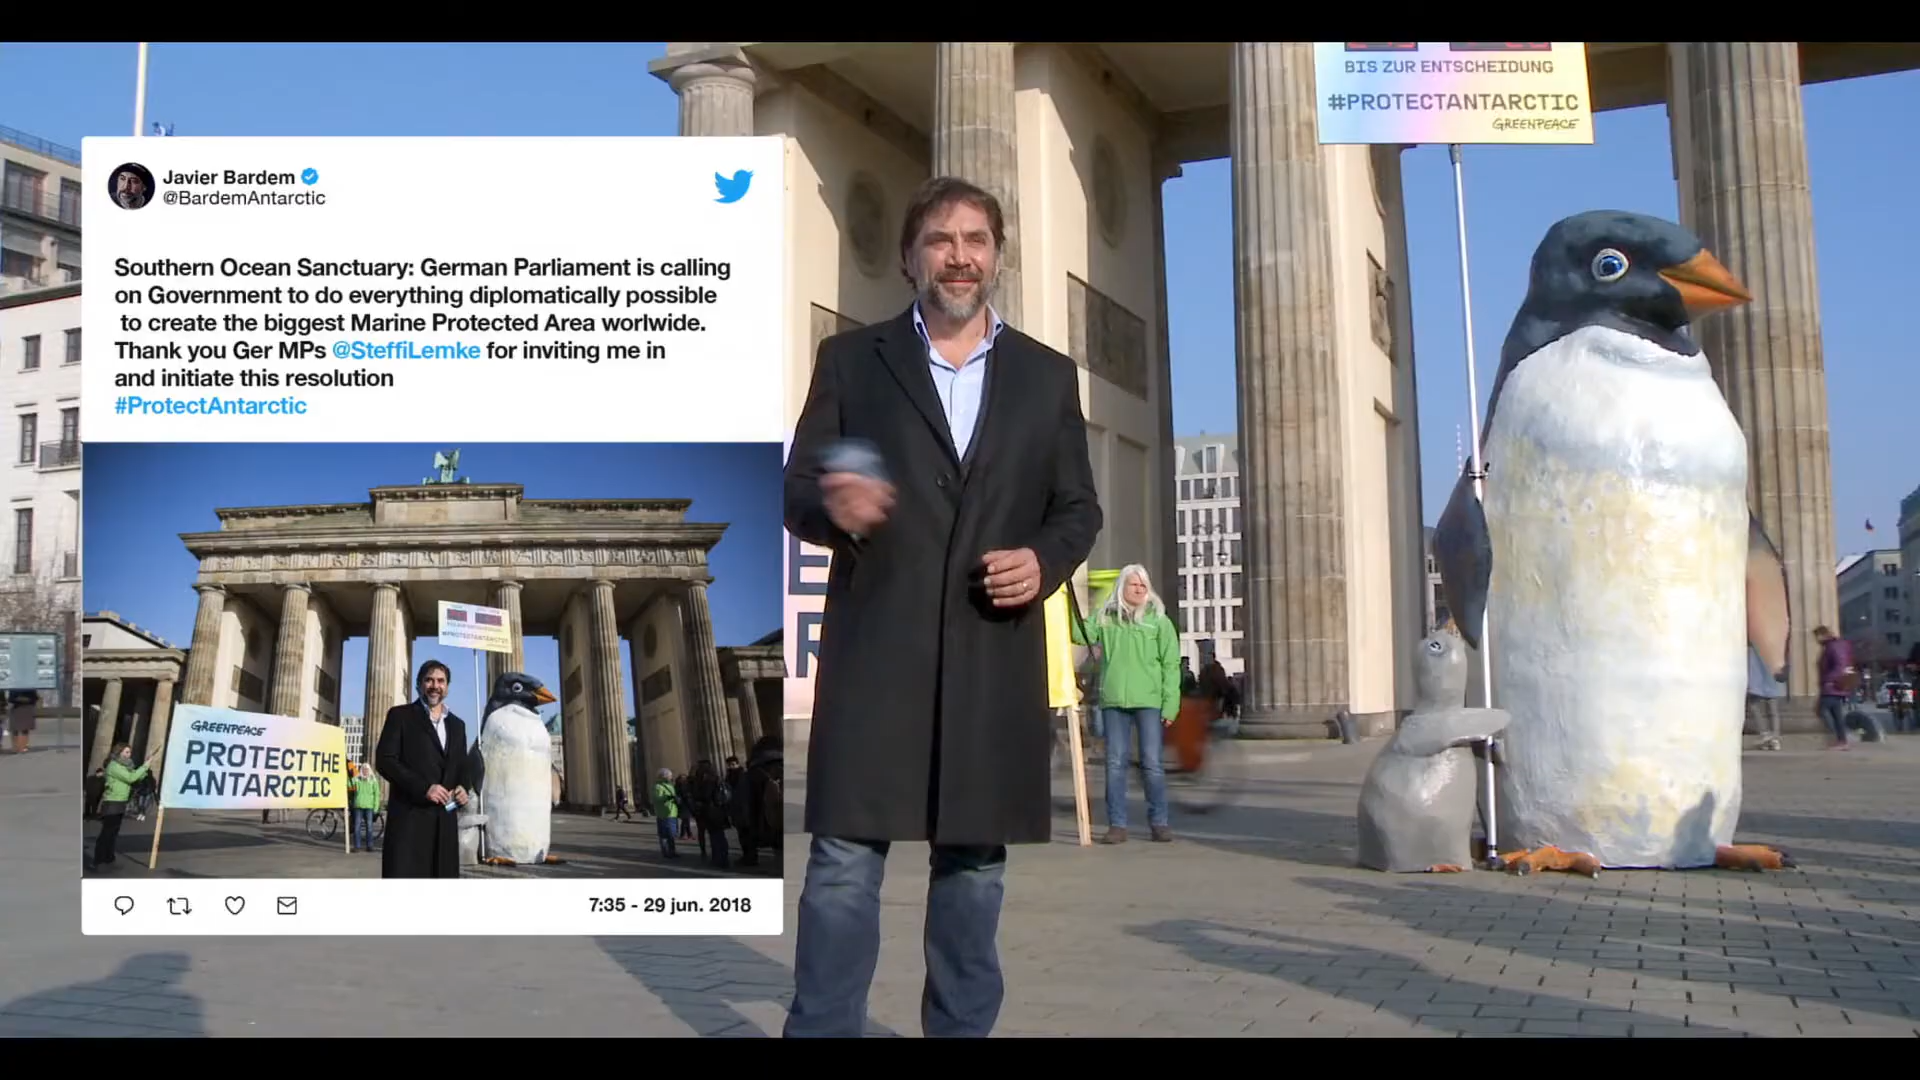 BIS ZUR ENTSCHEIDUNG
#PROTECTANTARCTIC
GREENPEACE
Javier Bardem
@BardemAntarctic
Southern Ocean Sanctuary: German Parliament is calling
on Government to do everything diplomatically possible
to create the biggest Marine Protected Area worlwide.
Thank you Ger MPs @SteffiLemke for inviting me in
and initiate this resolution
#ProtectAntarctic
#PROTECTANTARCTIC
GREENPEACE
PROTECT THE
ANTARCTIC
7:35 - 29 jun. 2018